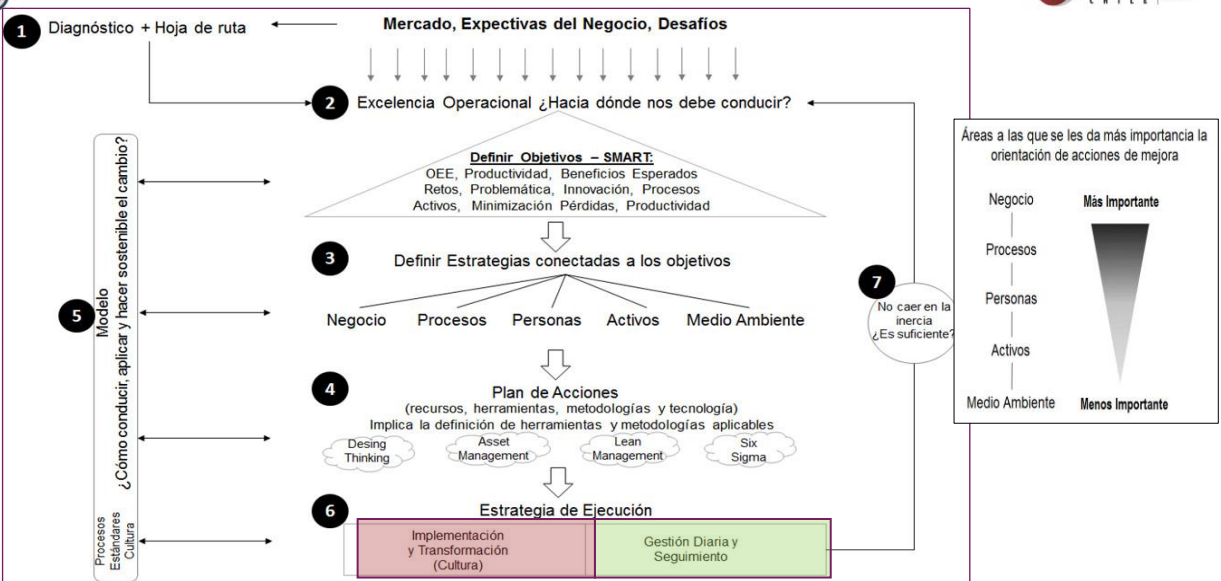 1
Diagnóstico + Hoja de ruta
Mercado, Expectativas del Negocio, Desafíos
CHILE
2
Excelencia Operacional ¿Hacia dónde nos debe conducir?
Definir Objetivos – SMART:
OEE, Productividad, Beneficios Esperados
Retos, Problemática, Innovación, Procesos
Activos, Minimización Pérdidas, Productividad
3
Definir Estrategias conectadas a los objetivos
Negocio
Procesos
Personas
Activos
Medio Ambiente
4
Plan de Acciones
(recursos, herramientas, metodologías y tecnología)
Implica la definición de herramientas y metodologías aplicables
Desing
Thinking
Asset
Management
Lean
Management
Six
Sigma
5
Modelo
¿Cómo conducir, aplicar y hacer sostenible el cambio?
Procesos
Estándares
Cultura
6
Estrategia de Ejecución
Implementación
y Transformación
(Cultura)
Gestión Diaria y
Seguimiento
7
No caer en la
inercia
¿Es suficiente?
Áreas a las que se les da más importancia la
orientación de acciones de mejora
Negocio
Procesos
Personas
Activos
Medio Ambiente
Más Importante
Menos Importante